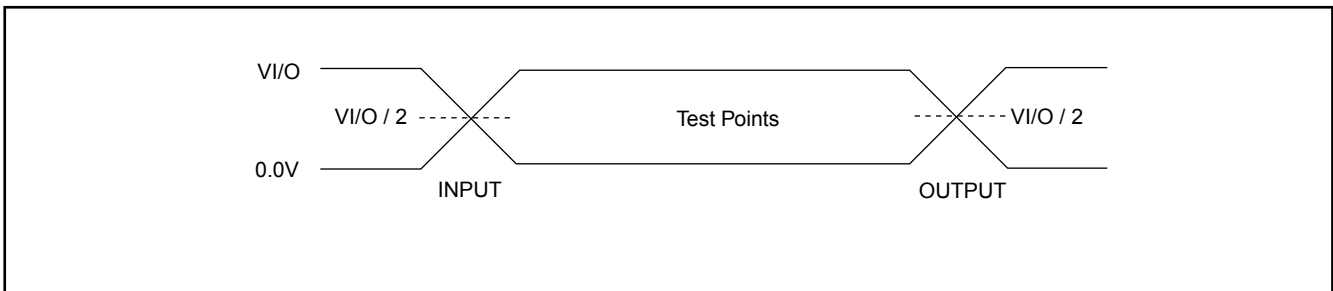 VI/O
VI/O / 2 Test Points VI/O / 2
0.0V
INPUT OUTPUT